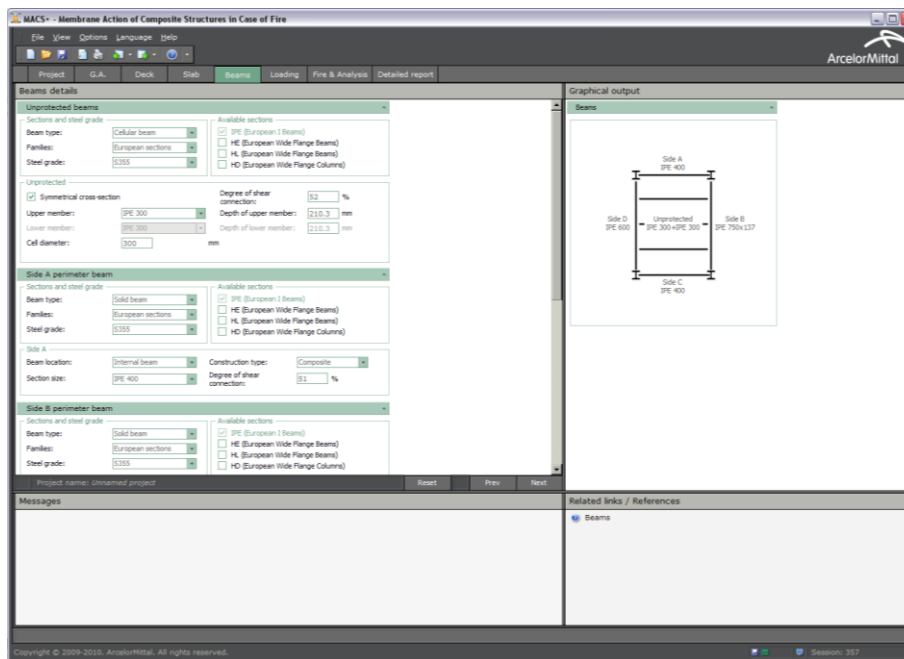 MACS+ - Membrane Action of Composite Structures in Case of Fire
File View Options Language Help
ArcelorMittal
Project G.A. Deck Slab Beams Loading Fire & Analysis Detailed report
Beams details
Unprotected beams
Sections and steel grade
Available sections
Beam type: Cellular beam
IPE (European I Beams)
Families: European sections
HE (European Wide Flange Beams)
HL (European Wide Flange Beams)
Steel grade: S355
HD (European Wide Flange Columns)
Unprotected
Symmetrical cross-section
Degree of shear connection: 52 %
Upper member: IPE 300
Depth of upper member: 210.3 mm
Lower member: IPE 300
Depth of lower member: 210.3 mm
Cell diameter: 300 mm
Side A perimeter beam
Sections and steel grade
Available sections
Beam type: Solid beam
IPE (European I Beams)
Families: European sections
HE (European Wide Flange Beams)
HL (European Wide Flange Beams)
Steel grade: S355
HD (European Wide Flange Columns)
Side A
Beam location: Internal beam
Construction type: Composite
Section size: IPE 400
Degree of shear connection: 51 %
Side B perimeter beam
Sections and steel grade
Available sections
Beam type: Solid beam
IPE (European I Beams)
Families: European sections
HE (European Wide Flange Beams)
HL (European Wide Flange Beams)
Steel grade: S355
HD (European Wide Flange Columns)
Project name: Unnamed project
Reset Prev Next
Graphical output
Beams
Side A
IPE 400
Side D
IPE 600
Unprotected
IPE 300+IPE 300
Side B
IPE 750x137
Side C
IPE 400
Messages
Related links / References
Beams
Copyright © 2009-2010. ArcelorMittal. All rights reserved.
Session: 357